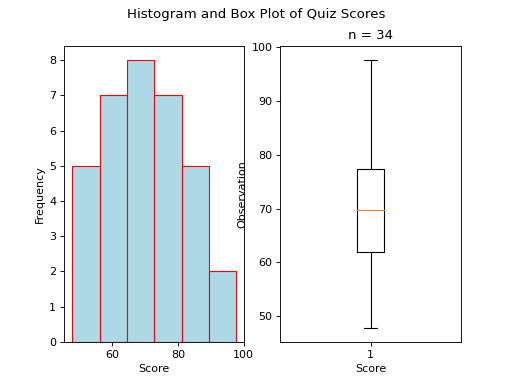 Histogram and Box Plot of Quiz Scores
n = 34
8
7
6
5
4
3
2
1
0
Frequency
60 80 100
Score
100
90
80
70
60
50
Observation
1
Score